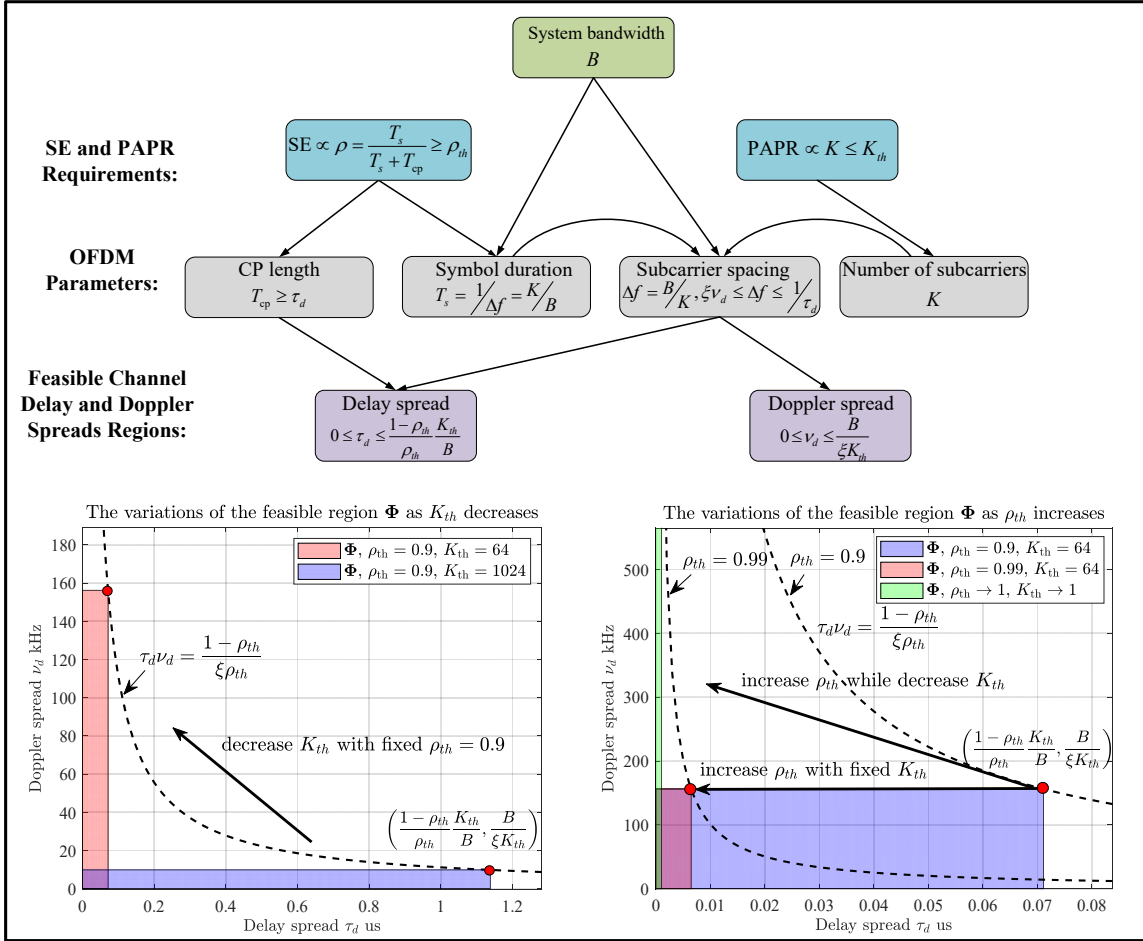 System bandwidth
B
SE and PAPR
Requirements:
SE ∝ ρ = T_s / (T_s + T_cp) ≥ ρ_th
PAPR ∝ K ≤ K_th
OFDM
Parameters:
CP length
T_cp ≥ τ_d
Symbol duration
T_s = 1/Δf = K/B
Subcarrier spacing
Δf = B/K, ξν_d ≤ Δf ≤ 1/τ_d
Number of subcarriers
K
Feasible Channel
Delay and Doppler
Spreads Regions:
Delay spread
0 ≤ τ_d ≤ (1−ρ_th)/ρ_th K_th/B
Doppler spread
0 ≤ ν_d ≤ B/(ξK_th)
The variations of the feasible region Φ as K_th decreases
Φ, ρ_th = 0.9, K_th = 64
Φ, ρ_th = 0.9, K_th = 1024
τ_d ν_d = (1 − ρ_th)/(ξρ_th)
decrease K_th with fixed ρ_th = 0.9
((1 − ρ_th)/ρ_th K_th/B, B/(ξK_th))
Doppler spread ν_d kHz
180
160
140
120
100
80
60
40
20
0
0 0.2 0.4 0.6 0.8 1 1.2
Delay spread τ_d us
The variations of the feasible region Φ as ρ_th increases
Φ, ρ_th = 0.9, K_th = 64
Φ, ρ_th = 0.99, K_th = 64
Φ, ρ_th → 1, K_th → 1
ρ_th = 0.99
ρ_th = 0.9
τ_d ν_d = (1 − ρ_th)/(ξρ_th)
increase ρ_th while decrease K_th
((1 − ρ_th)/ρ_th K_th/B, B/(ξK_th))
increase ρ_th with fixed K_th
Doppler spread ν_d kHz
500
400
300
200
100
0
0 0.01 0.02 0.03 0.04 0.05 0.06 0.07 0.08
Delay spread τ_d us